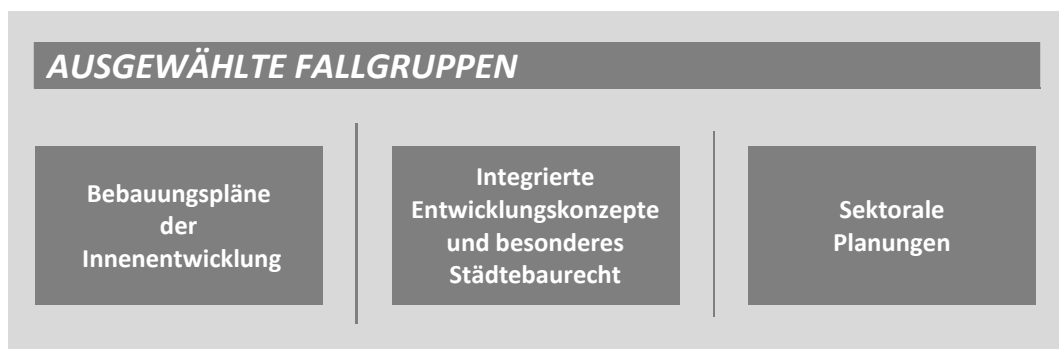 AUSGEWÄHLTE FALLGRUPPEN
Bebauungspläne
der
Innenentwicklung
Integrierte
Entwicklungskonzepte
und besonderes
Städtebaurecht
Sektorale
Planungen